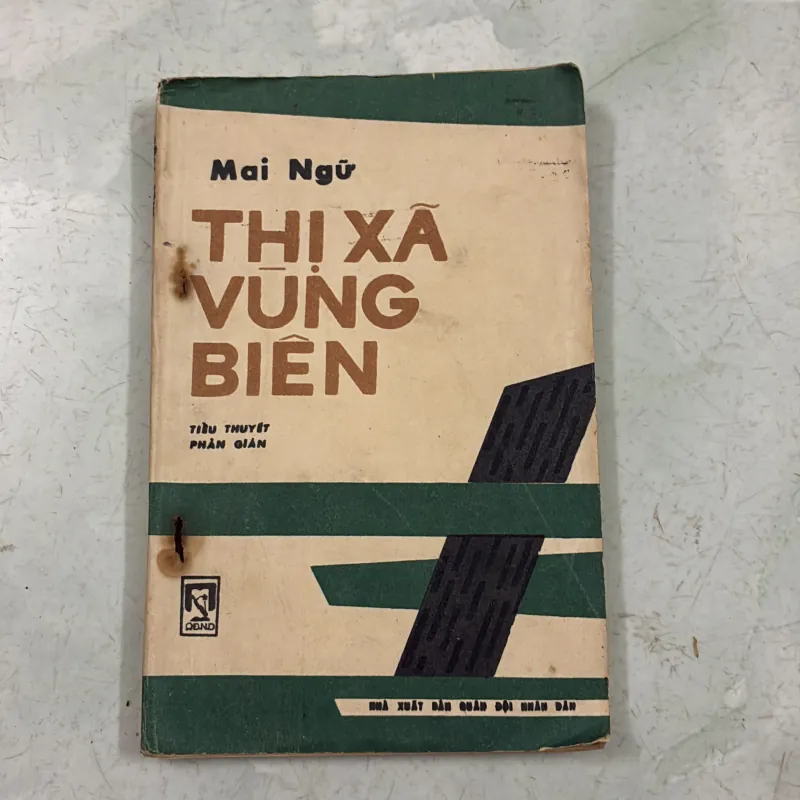 Mai Ngữ
THỊ XÃ
VÙNG
BIÊN
TIỂU THUYẾT
PHẢN GIÁN
QĐND
NHÀ XUẤT BẢN QUÂN ĐỘI NHÂN DÂN